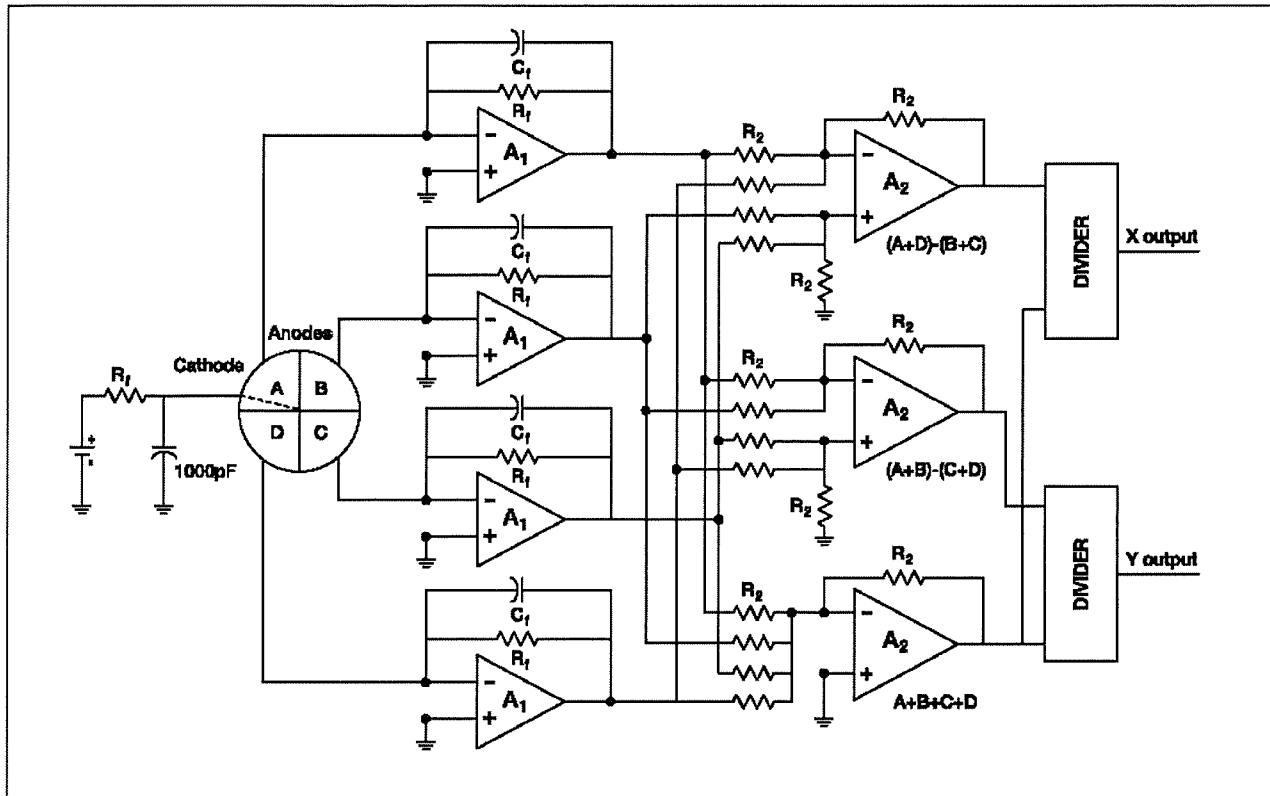 Cf
Rf
A1
- +
R2
R2
A2
- +
(A+D)-(B+C)
R2
DIVIDER
X output
Cf
Rf
A1
- +
Anodes
Cathode
Rf
A B
D C
+
-
1000pF
R2
R2
A2
- +
(A+B)-(C+D)
R2
Cf
Rf
A1
- +
DIVIDER
Y output
R2
R2
A2
- +
A+B+C+D
Cf
Rf
A1
- +